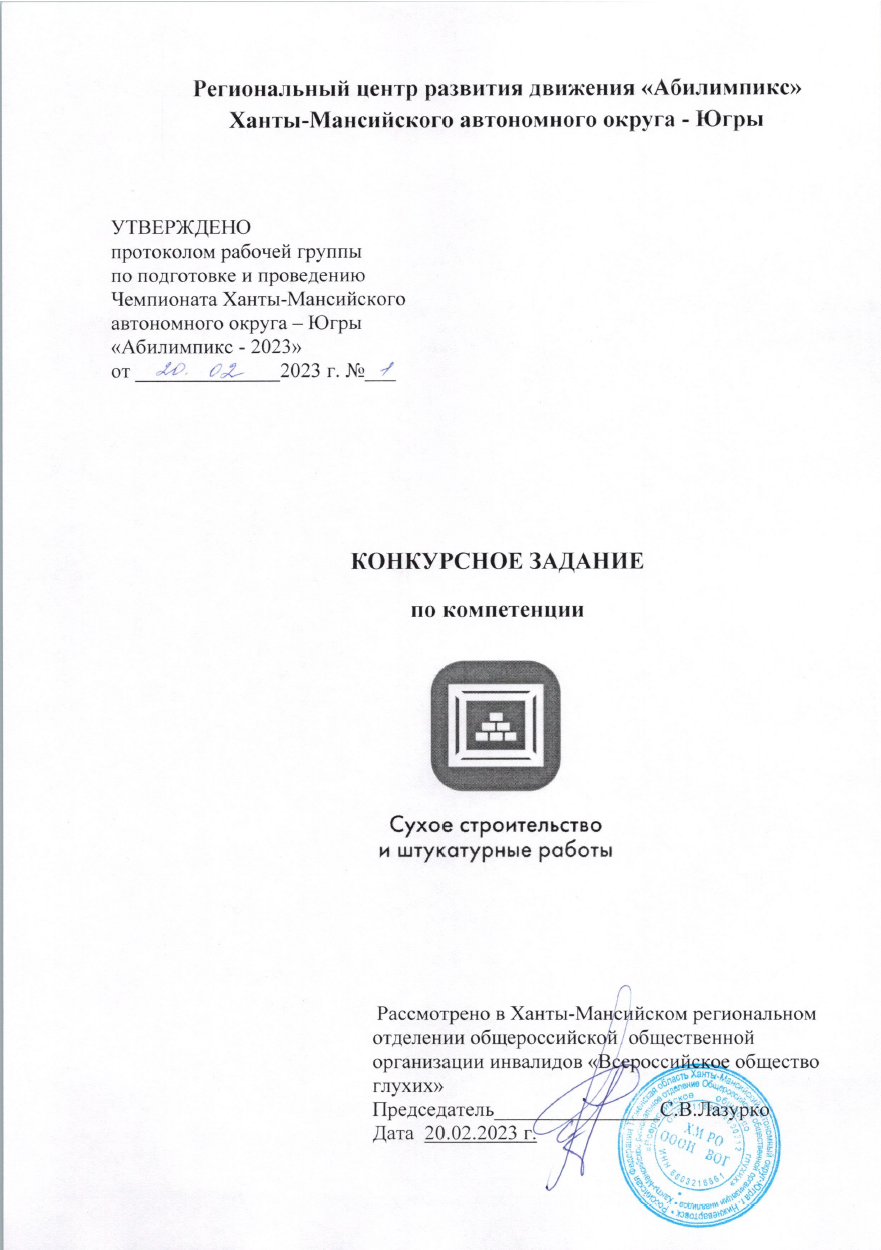 Региональный центр развития движения «Абилимпикс»
Ханты-Мансийского автономного округа - Югры
УТВЕРЖДЕНО
протоколом рабочей группы
по подготовке и проведению
Чемпионата Ханты-Мансийского
автономного округа – Югры
«Абилимпикс - 2023»
от 20. 02 2023 г. № 1
КОНКУРСНОЕ ЗАДАНИЕ
по компетенции
Сухое строительство
и штукатурные работы
Рассмотрено в Ханты-Мансийском региональном
отделении общероссийской общественной
организации инвалидов «Всероссийское общество
глухих»
Председатель С.В.Лазурко
Дата 20.02.2023 г.
ХМ РО
ВОГ